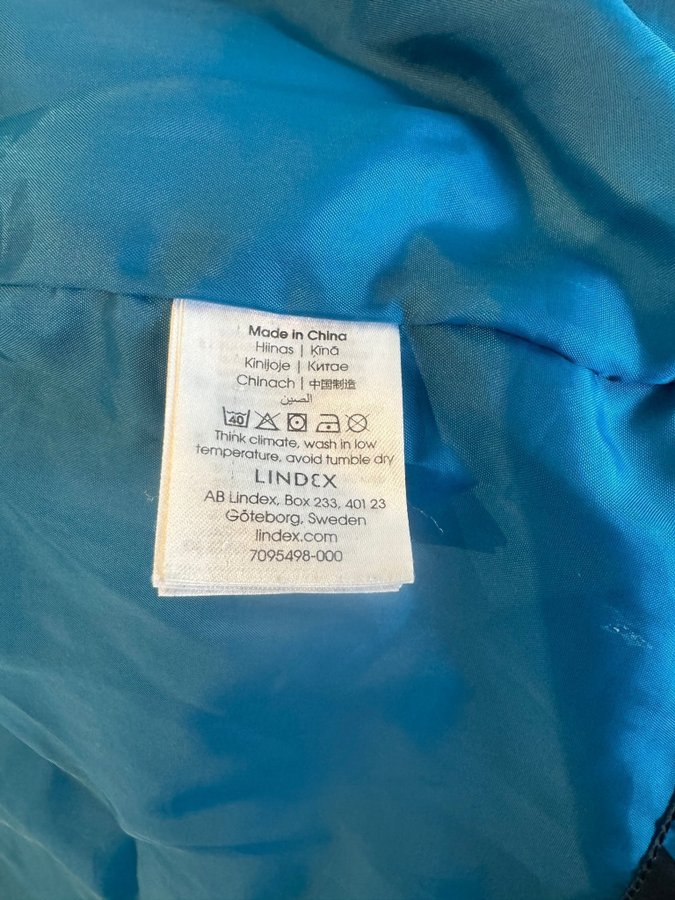 Made in China
Hiinas | Ķīnā
Kinijoje | Китае
Chinach | 中国制造
الصين
40
Think climate, wash in low
temperature, avoid tumble dry
LINDEX
AB Lindex, Box 233, 401 23
Göteborg, Sweden
lindex.com
7095498-000